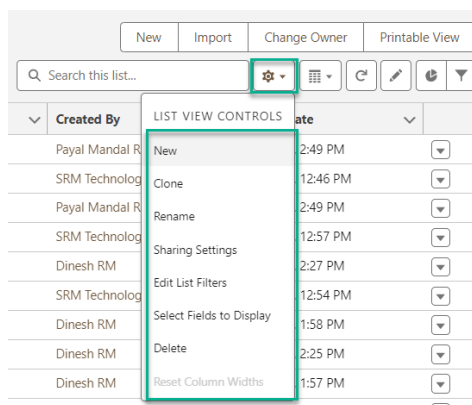 New Import Change Owner Printable View
Search this list...
Created By ate
LIST VIEW CONTROLS
Payal Mandal R New 2:49 PM
SRM Technolog Clone 12:46 PM
Payal Mandal R Rename 2:49 PM
SRM Technolog Sharing Settings 12:57 PM
Dinesh RM Edit List Filters 2:27 PM
SRM Technolog Select Fields to Display 12:54 PM
Dinesh RM 1:58 PM
Dinesh RM Delete 2:25 PM
Dinesh RM Reset Column Widths 1:57 PM